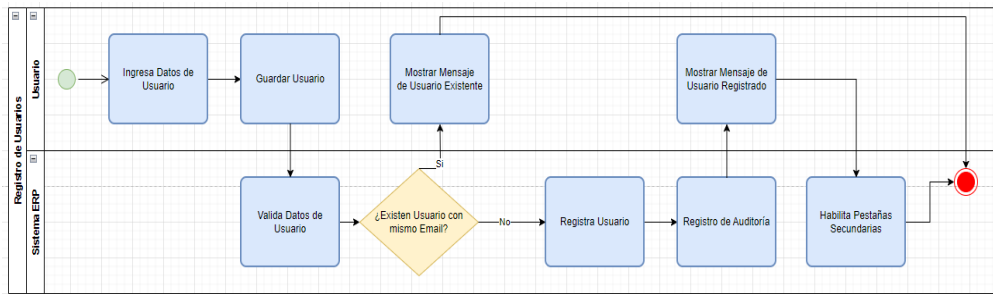 Registro de Usuarios
Usuario
Ingresa Datos de
Usuario
Guardar Usuario
Mostrar Mensaje
de Usuario Existente
Mostrar Mensaje de
Usuario Registrado
Sistema ERP
Valida Datos de
Usuario
¿Existen Usuario con
mismo Email?
Si
No
Registra Usuario
Registro de Auditoría
Habilita Pestañas
Secundarias